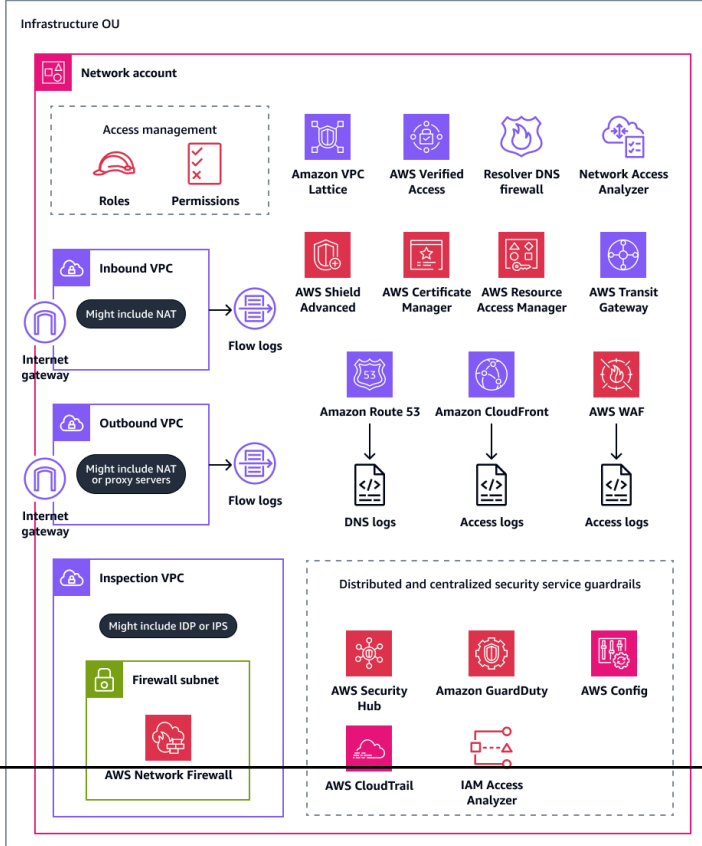 Infrastructure OU
Network account
Access management
Roles
Permissions
Amazon VPC
Lattice
AWS Verified
Access
Resolver DNS
firewall
Network Access
Analyzer
Inbound VPC
Might include NAT
Internet
gateway
Flow logs
AWS Shield
Advanced
AWS Certificate
Manager
AWS Resource
Access Manager
AWS Transit
Gateway
53
Amazon Route 53
Amazon CloudFront
AWS WAF
Outbound VPC
Might include NAT
or proxy servers
Internet
gateway
Flow logs
DNS logs
Access logs
Access logs
Inspection VPC
Might include IDP or IPS
Firewall subnet
AWS Network Firewall
Distributed and centralized security service guardrails
AWS Security
Hub
Amazon GuardDuty
AWS Config
AWS CloudTrail
IAM Access
Analyzer